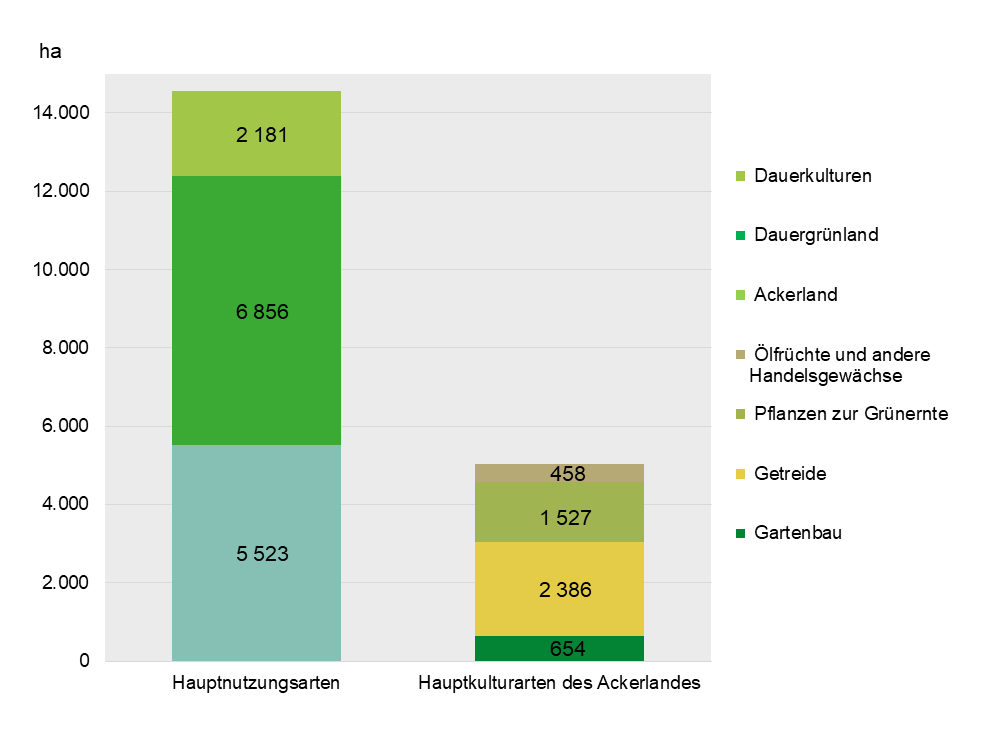 ha
14.000
12.000
10.000
8.000
6.000
4.000
2.000
0
2 181
6 856
5 523
458
1 527
2 386
654
Hauptnutzungsarten
Hauptkulturarten des Ackerlandes
Dauerkulturen
Dauergrünland
Ackerland
Ölfrüchte und andere
Handelsgewächse
Pflanzen zur Grünernte
Getreide
Gartenbau